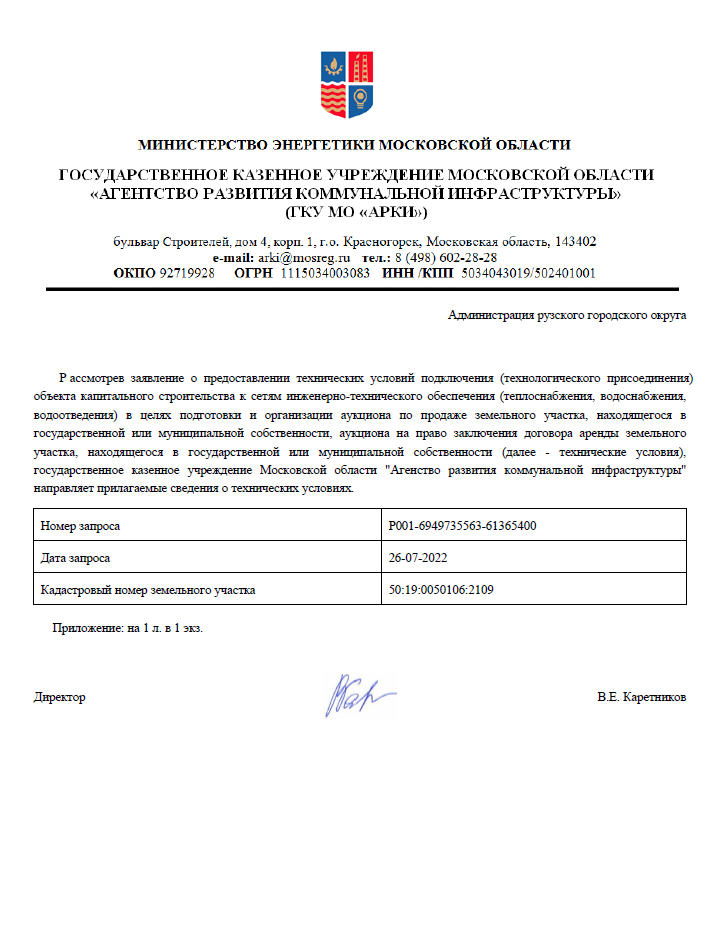 МИНИСТЕРСТВО ЭНЕРГЕТИКИ МОСКОВСКОЙ ОБЛАСТИ
ГОСУДАРСТВЕННОЕ КАЗЕННОЕ УЧРЕЖДЕНИЕ МОСКОВСКОЙ ОБЛАСТИ
«АГЕНТСТВО РАЗВИТИЯ КОММУНАЛЬНОЙ ИНФРАСТРУКТУРЫ»
(ГКУ МО «АРКИ»)
бульвар Строителей, дом 4, корп. 1, г.о. Красногорск, Московская область, 143402
e-mail: arki@mosreg.ru тел.: 8 (498) 602-28-28
ОКПО 92719928 ОГРН 1115034003083 ИНН /КПП 5034043019/502401001
Администрация рузского городского округа
Рассмотрев заявление о предоставлении технических условий подключения (технологического присоединения)
объекта капитального строительства к сетям инженерно-технического обеспечения (теплоснабжения, водоснабжения,
водоотведения) в целях подготовки и организации аукциона по продаже земельного участка, находящегося в
государственной или муниципальной собственности, аукциона на право заключения договора аренды земельного
участка, находящегося в государственной или муниципальной собственности (далее - технические условия),
государственное казенное учреждение Московской области "Агенство развития коммунальной инфраструктуры"
направляет прилагаемые сведения о технических условиях.
Номер запроса P001-6949735563-61365400
Дата запроса 26-07-2022
Кадастровый номер земельного участка 50:19:0050106:2109
Приложение: на 1 л. в 1 экз.
Директор В.Е. Каретников